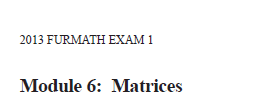 2013 FURMATH EXAM 1
Module 6: Matrices